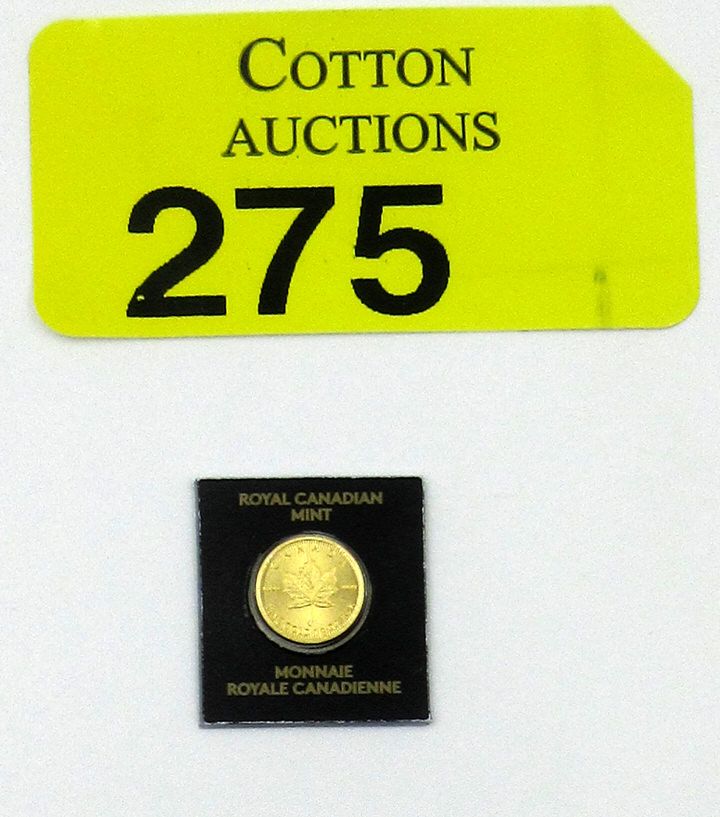 COTTON
AUCTIONS
275
ROYAL CANADIAN
MINT
CANADA
MONNAIE
ROYALE CANADIENNE